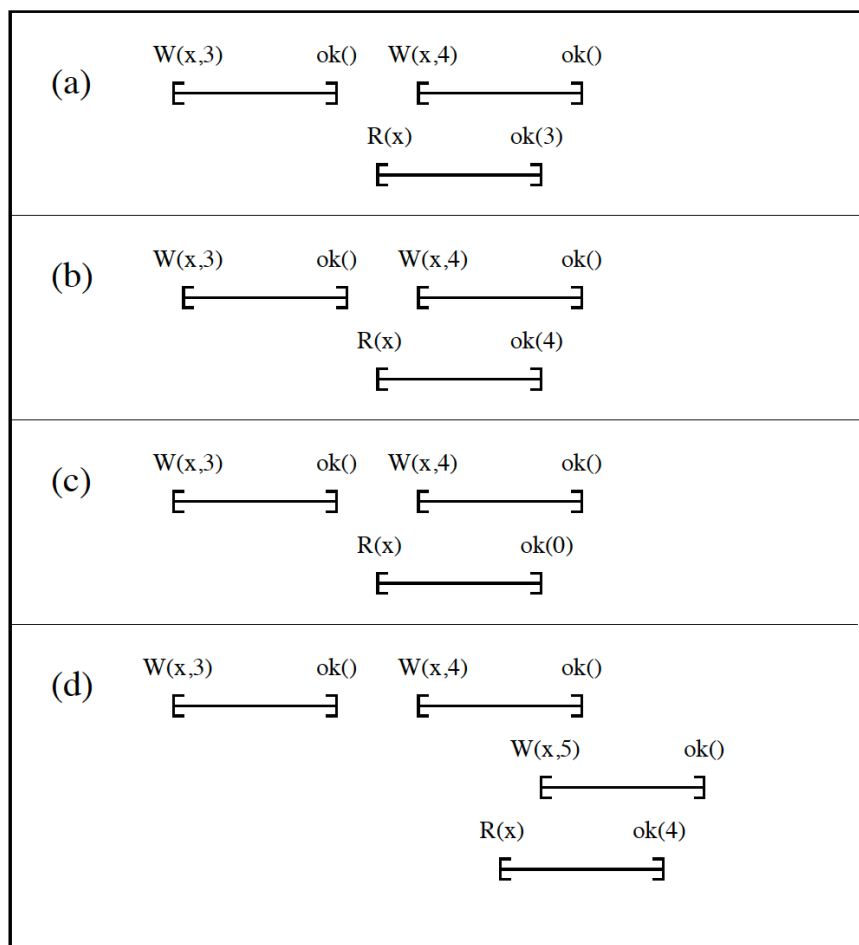 W(x,3) ok() W(x,4) ok()
(a)
R(x) ok(3)
W(x,3) ok() W(x,4) ok()
(b)
R(x) ok(4)
W(x,3) ok() W(x,4) ok()
(c)
R(x) ok(0)
W(x,3) ok() W(x,4) ok()
(d)
W(x,5) ok()
R(x) ok(4)